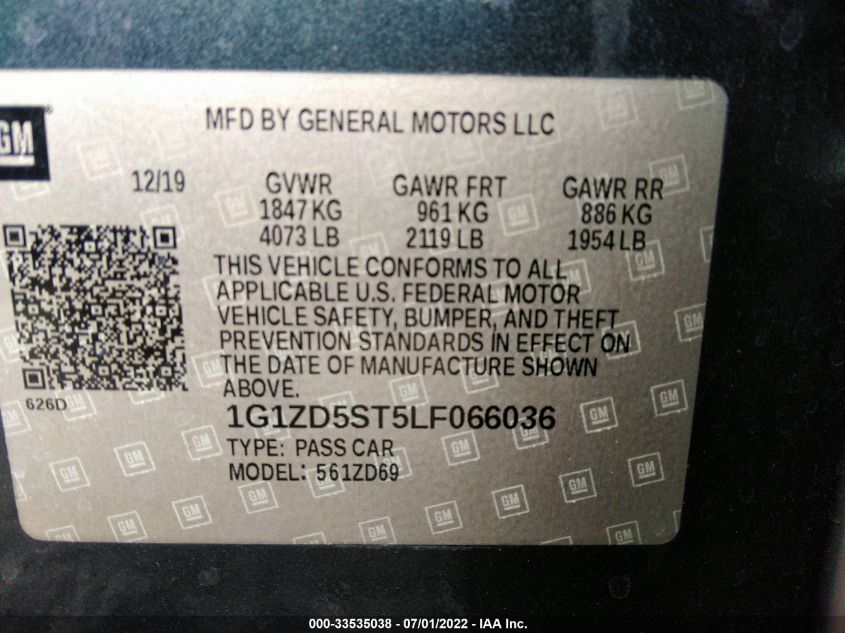 GM
MFD BY GENERAL MOTORS LLC
12/19 GVWR GAWR FRT GAWR RR
1847 KG 961 KG 886 KG
4073 LB 2119 LB 1954 LB
THIS VEHICLE CONFORMS TO ALL
APPLICABLE U.S. FEDERAL MOTOR
VEHICLE SAFETY, BUMPER, AND THEFT
PREVENTION STANDARDS IN EFFECT ON
THE DATE OF MANUFACTURE SHOWN
ABOVE.
626D
1G1ZD5ST5LF066036
TYPE: PASS CAR
MODEL: 561ZD69
000-33535038 - 07/01/2022 - IAA Inc.